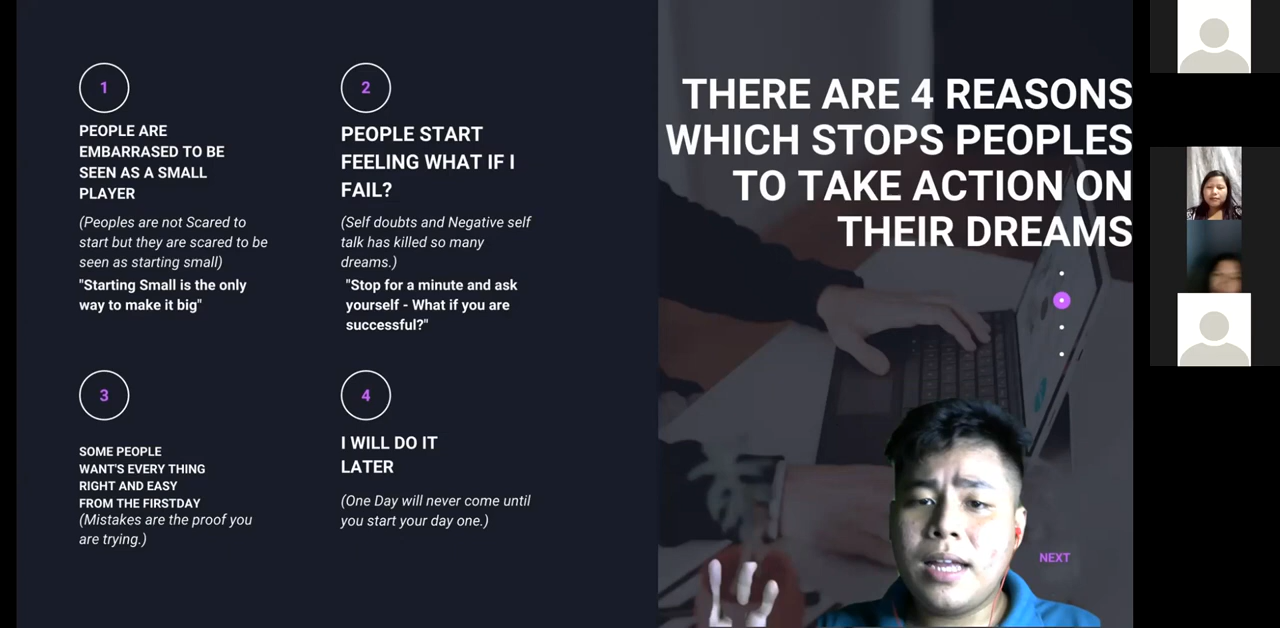 1
PEOPLE ARE
EMBARRASED TO BE
SEEN AS A SMALL
PLAYER
(Peoples are not Scared to
start but they are scared to be
seen as starting small)
"Starting Small is the only
way to make it big"
2
PEOPLE START
FEELING WHAT IF I
FAIL?
(Self doubts and Negative self
talk has killed so many
dreams.)
"Stop for a minute and ask
yourself - What if you are
successful?"
3
SOME PEOPLE
WANT'S EVERY THING
RIGHT AND EASY
FROM THE FIRSTDAY
(Mistakes are the proof you
are trying.)
4
I WILL DO IT
LATER
(One Day will never come until
you start your day one.)
THERE ARE 4 REASONS
WHICH STOPS PEOPLES
TO TAKE ACTION ON
THEIR DREAMS
NEXT